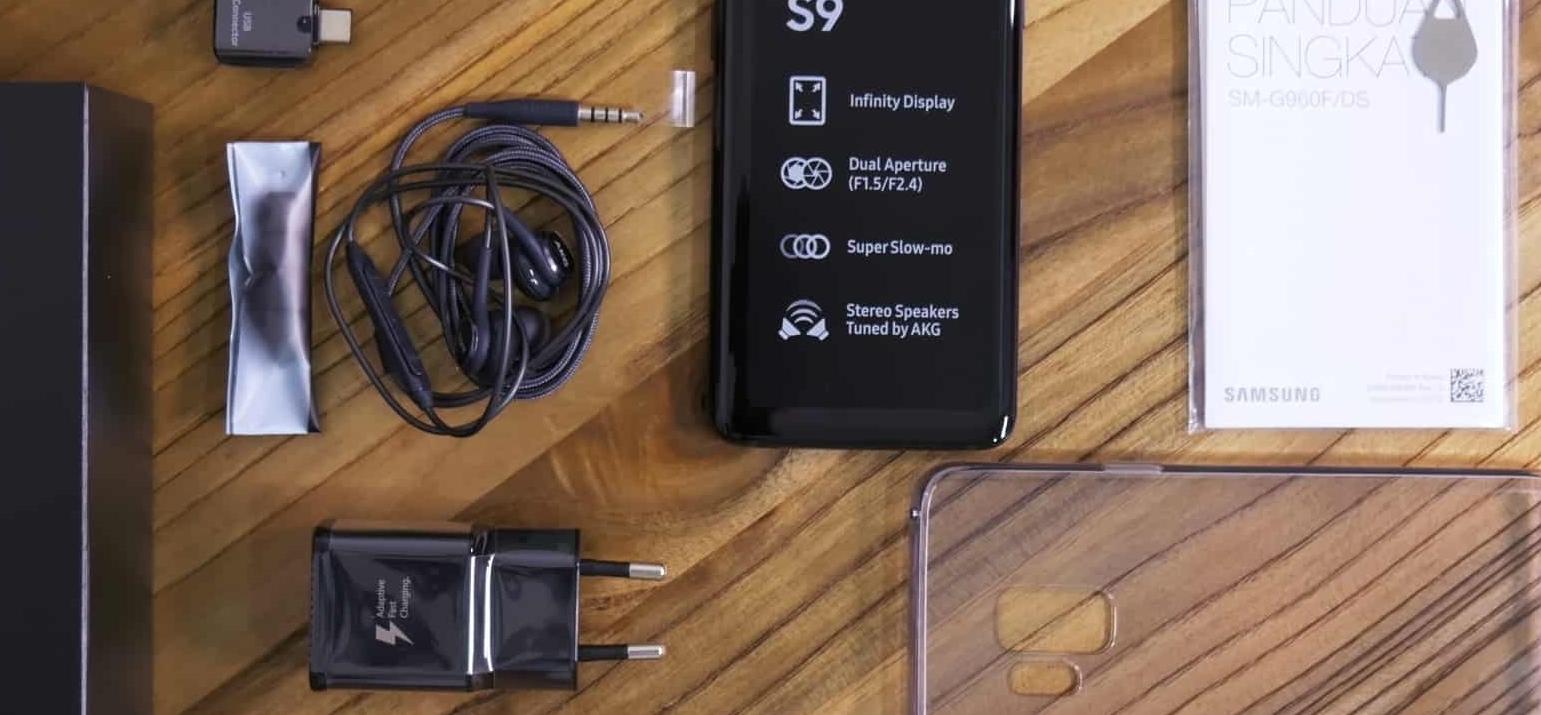 USB
Connector
S9
Infinity Display
Dual Aperture
(F1.5/F2.4)
Super Slow-mo
Stereo Speakers
Tuned by AKG
PANDUA
SINGKA
SM-G960F/DS
SAMSUNG
Adaptive
Fast
Charging